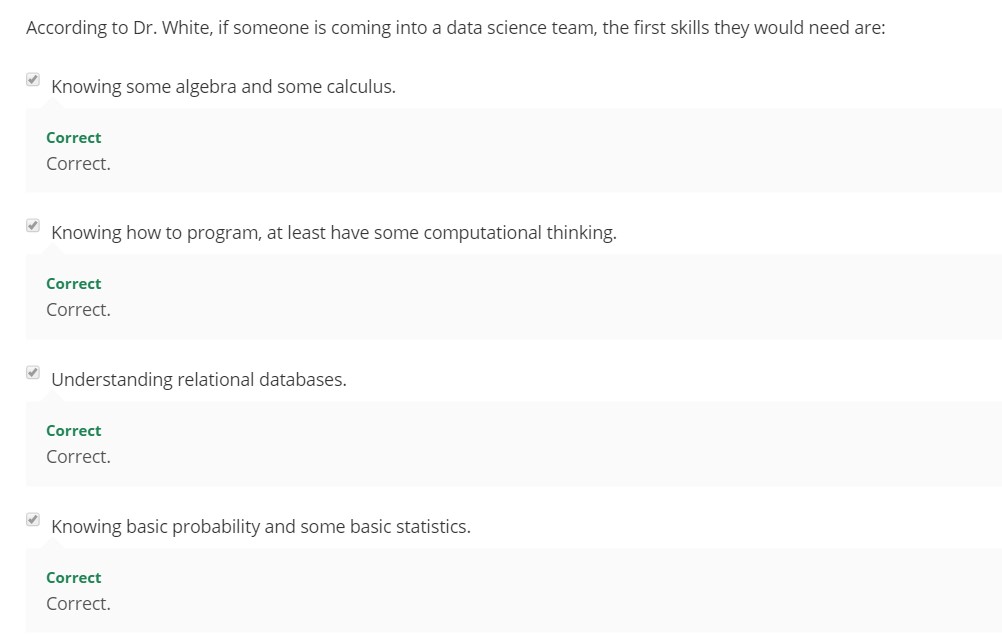 According to Dr. White, if someone is coming into a data science team, the first skills they would need are:
Knowing some algebra and some calculus.
Correct
Correct.
Knowing how to program, at least have some computational thinking.
Correct
Correct.
Understanding relational databases.
Correct
Correct.
Knowing basic probability and some basic statistics.
Correct
Correct.